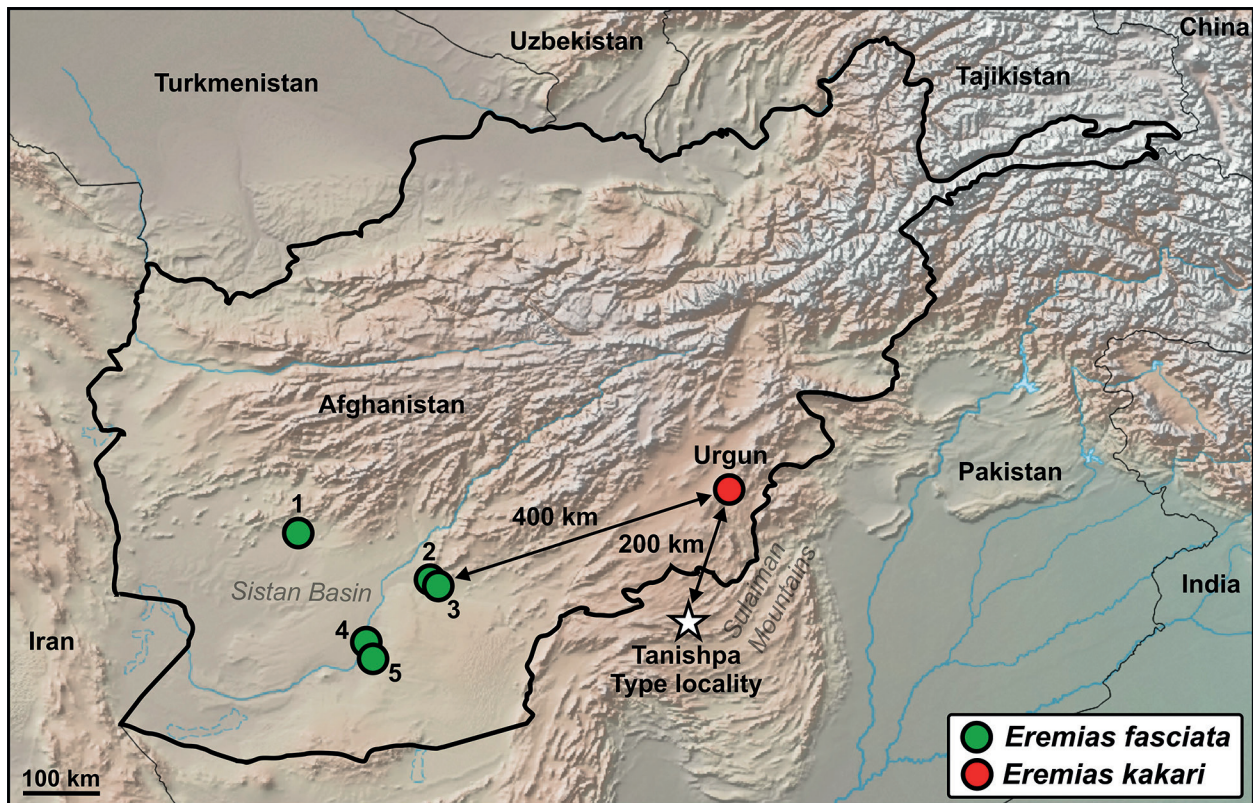 China
Uzbekistan
Turkmenistan
Tajikistan
Afghanistan
Urgun
Pakistan
1
400 km
200 km
2
Sistan Basin
3
Sulaiman
Mountains
India
4
Iran
5
Tanishpa
Type locality
Eremias fasciata
Eremias kakari
100 km